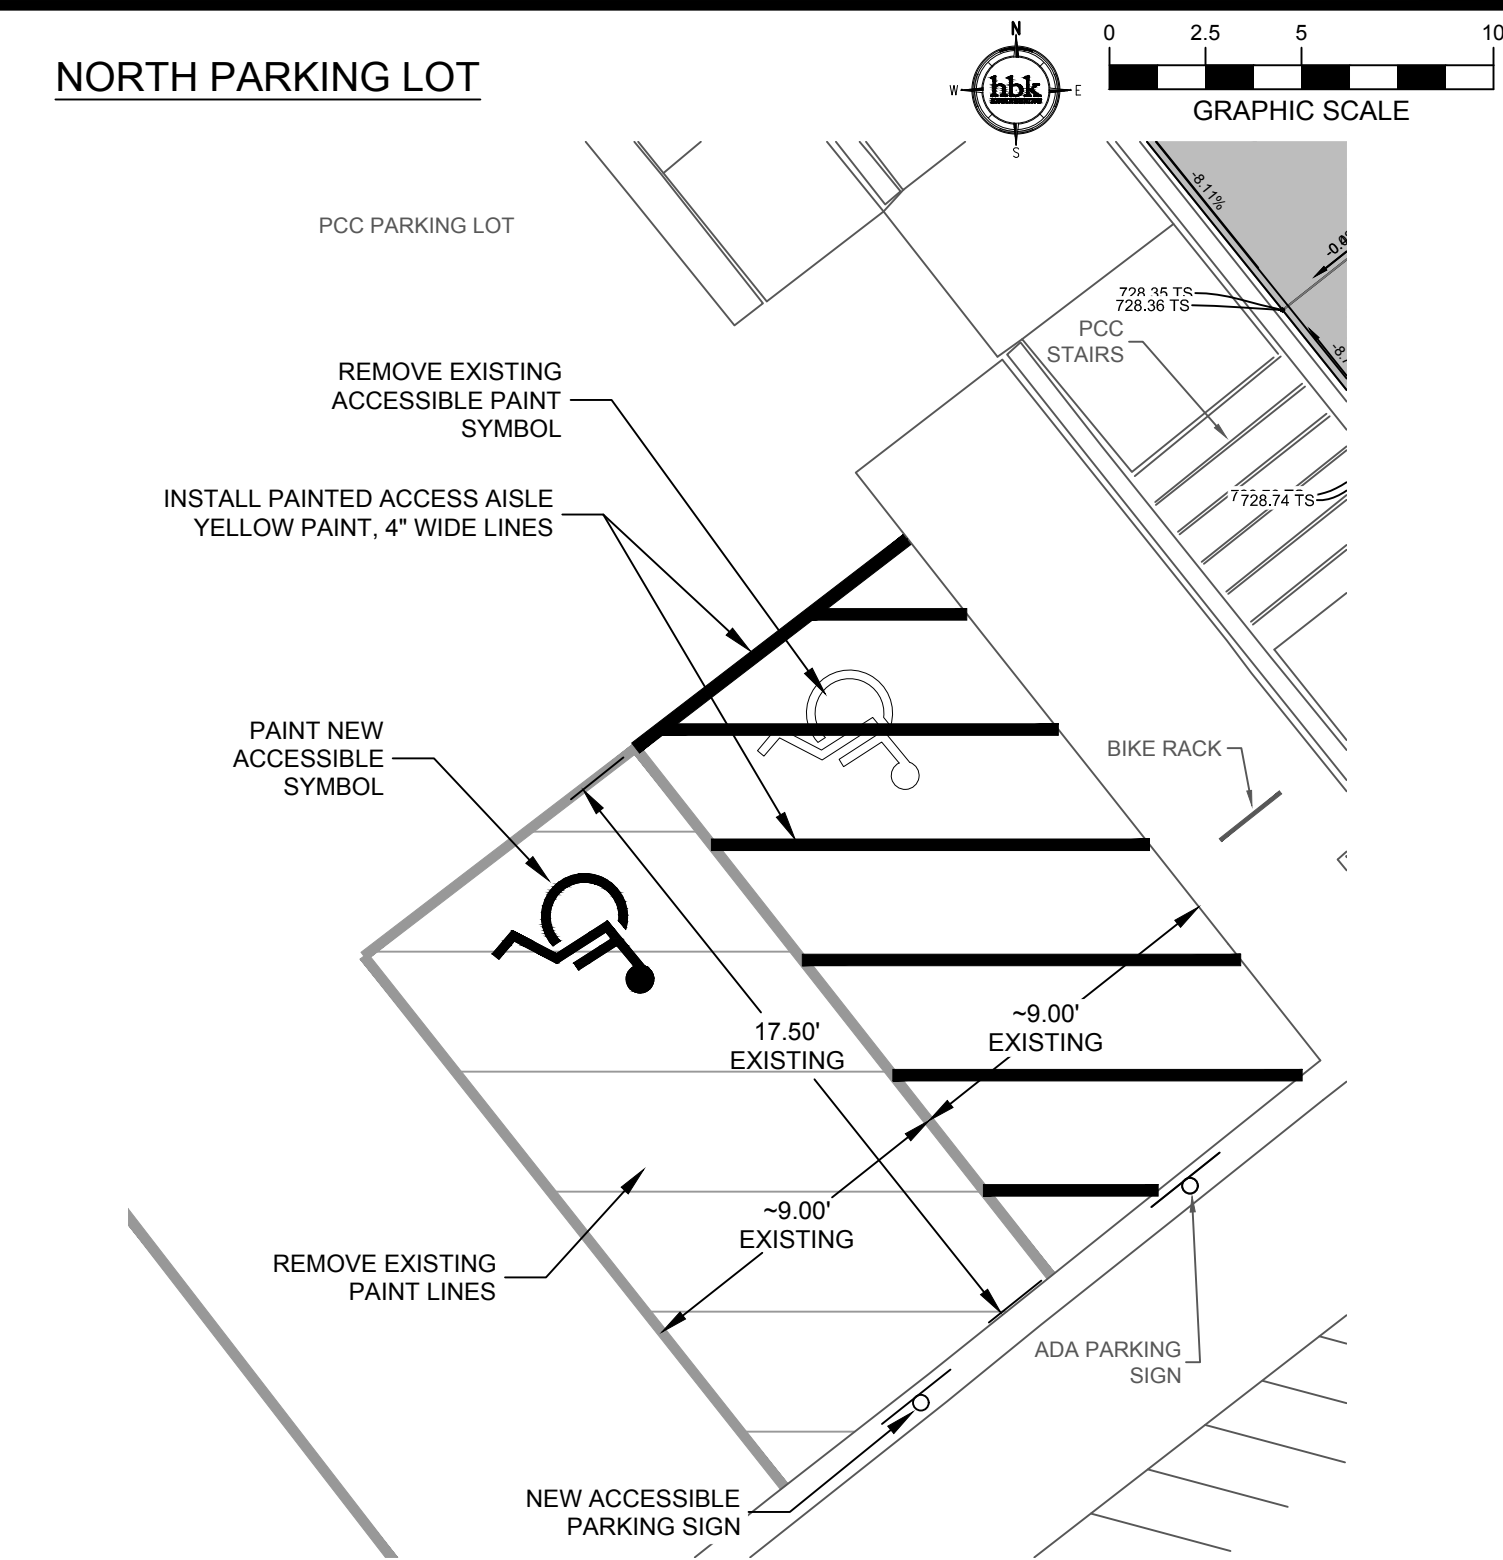 NORTH PARKING LOT
N
W
E
S
hbk
0 2.5 5 10
GRAPHIC SCALE
PCC PARKING LOT
-8.11%
728.35 TS
728.36 TS
PCC
STAIRS
REMOVE EXISTING
ACCESSIBLE PAINT
SYMBOL
INSTALL PAINTED ACCESS AISLE
YELLOW PAINT, 4" WIDE LINES
728.74 TS
PAINT NEW
ACCESSIBLE
SYMBOL
BIKE RACK
17.50'
EXISTING
~9.00'
EXISTING
~9.00'
EXISTING
REMOVE EXISTING
PAINT LINES
ADA PARKING
SIGN
NEW ACCESSIBLE
PARKING SIGN